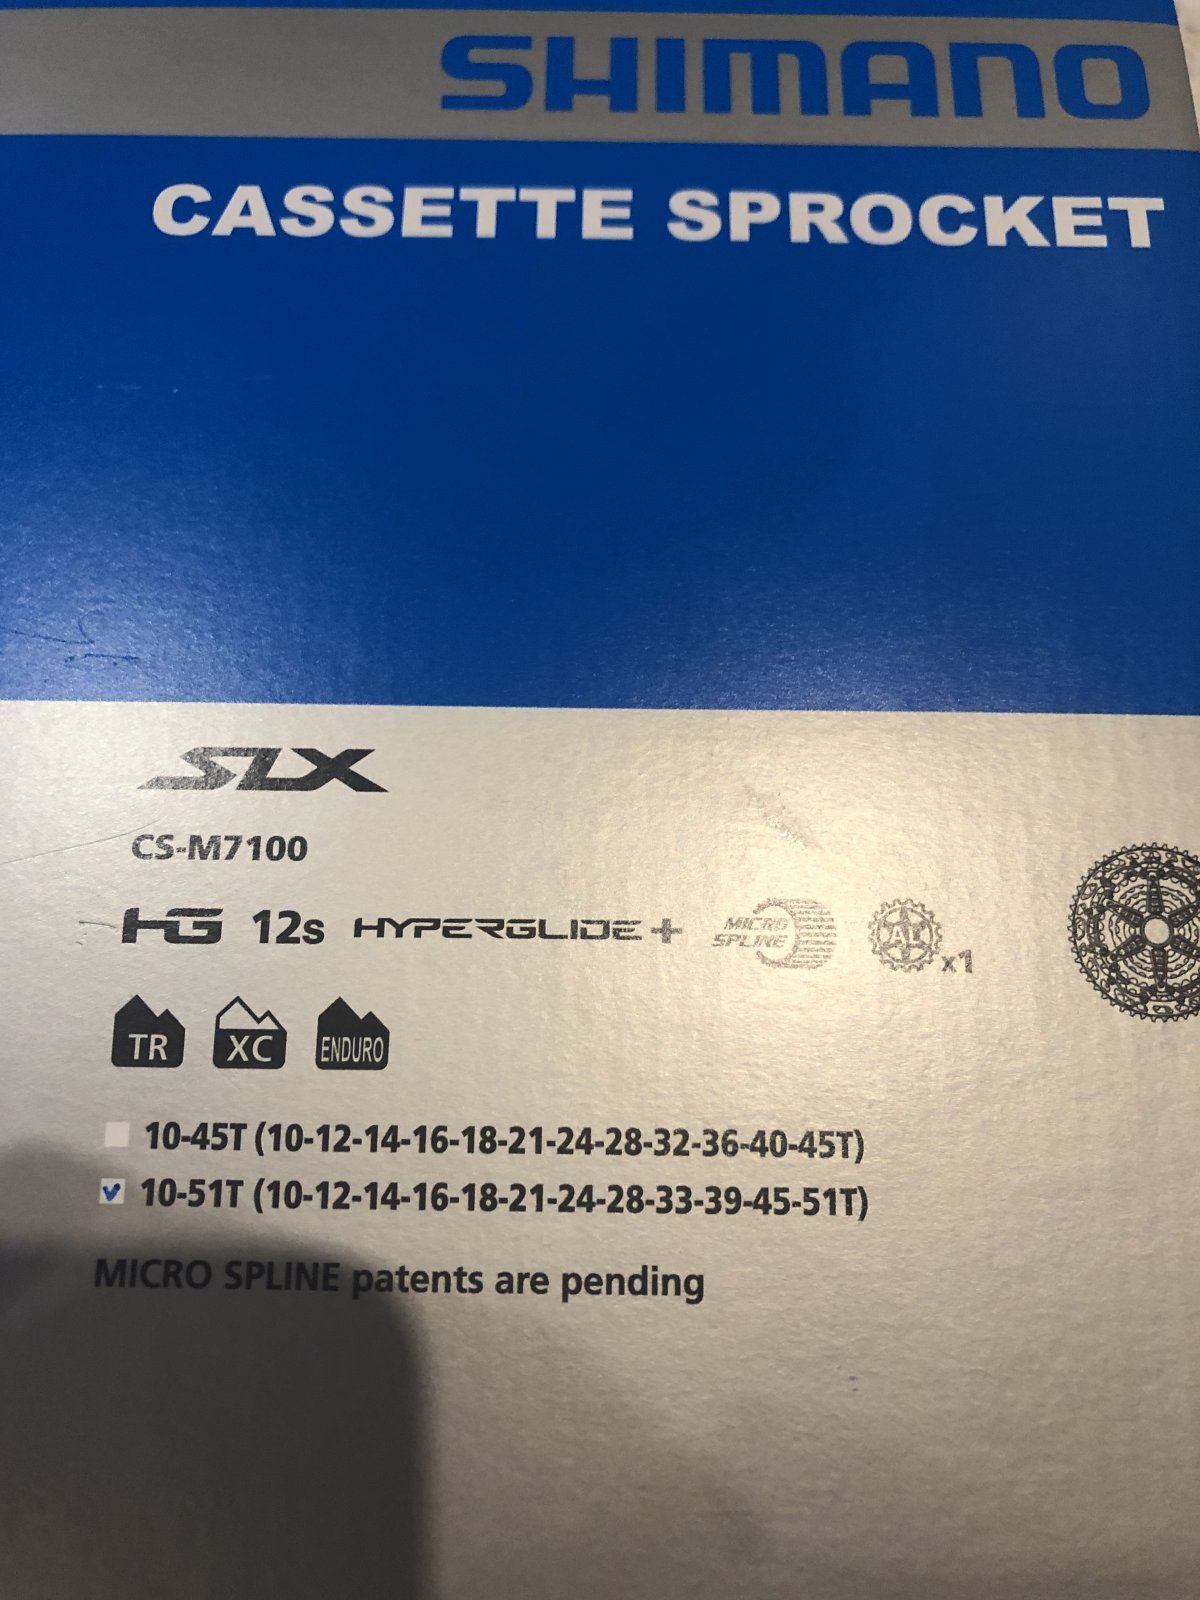 SHIMANO
CASSETTE SPROCKET
SLX
CS-M7100
HG 12s HYPERGLIDE+ MICRO SPLINE x1
TR XC ENDURO
10-45T (10-12-14-16-18-21-24-28-32-36-40-45T)
10-51T (10-12-14-16-18-21-24-28-33-39-45-51T)
MICRO SPLINE patents are pending